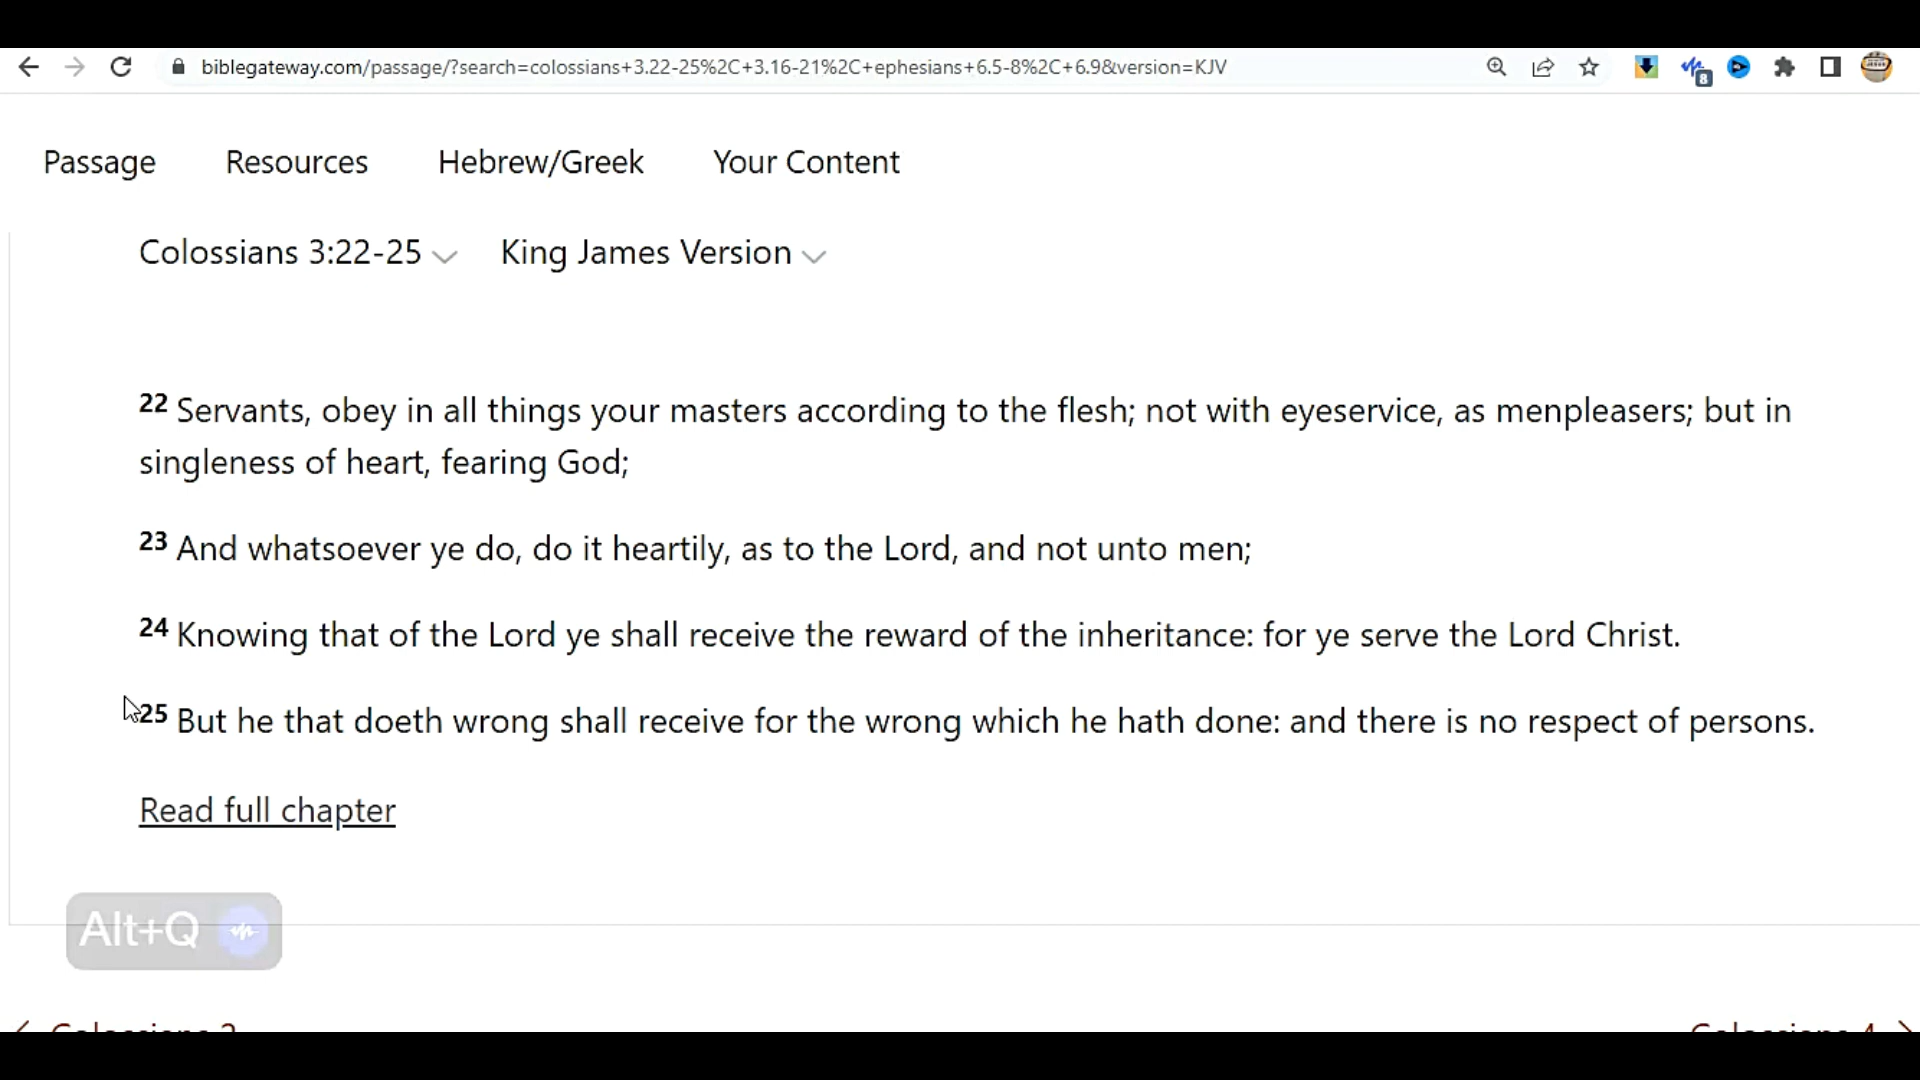 biblegateway.com/passage/?search=colossians+3.22-25%2C+3.16-21%2C+ephesians+6.5-8%2C+6.9&version=KJV
8
Passage Resources Hebrew/Greek Your Content
Colossians 3:22-25 King James Version
22 Servants, obey in all things your masters according to the flesh; not with eyeservice, as menpleasers; but in
singleness of heart, fearing God;
23 And whatsoever ye do, do it heartily, as to the Lord, and not unto men;
24 Knowing that of the Lord ye shall receive the reward of the inheritance: for ye serve the Lord Christ.
25 But he that doeth wrong shall receive for the wrong which he hath done: and there is no respect of persons.
Read full chapter
Alt+Q
Colossians 2 Colossians 4